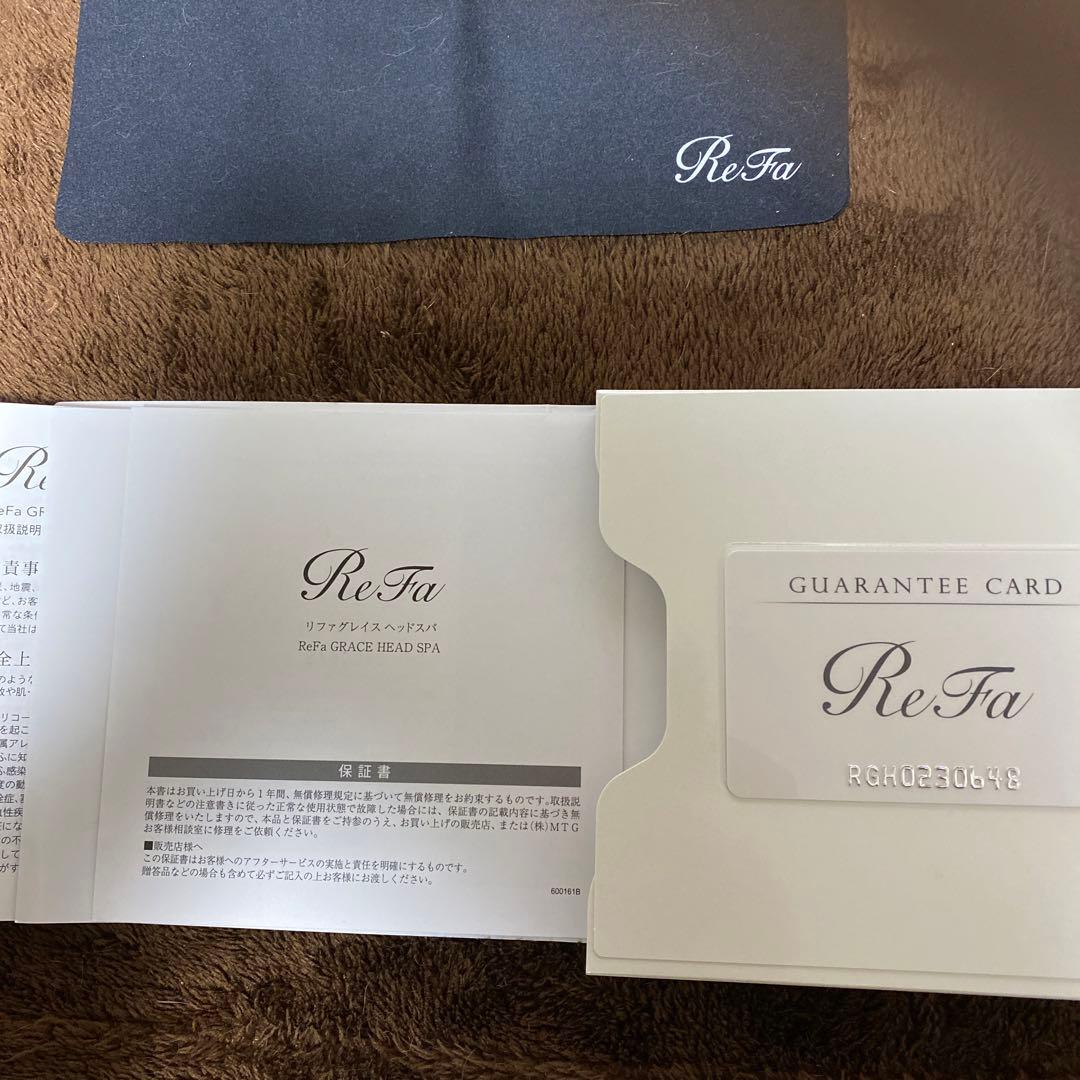 ReFa
ReFa
リファグレイス ヘッドスパ
ReFa GRACE HEAD SPA
保証書
本書はお買い上げ日から1年間、無償修理規定に基づいて無償修理をお約束するものです。取扱説
明書などの注意書きに従った正常な使用状態で故障した場合には、保証書の記載内容に基づき無
償修理をいたしますので、本品と保証書をご持参のうえ、お買い上げの販売店、または(株)MTG
お客様相談室に修理をご依頼ください。
■販売店様へ
この保証書はお客様へのアフターサービスの実施と責任を明確にするものです。
贈答品などの場合も含めて必ずご記入の上お客様にお渡しください。
600161B
GUARANTEE CARD
ReFa
RGH0230648